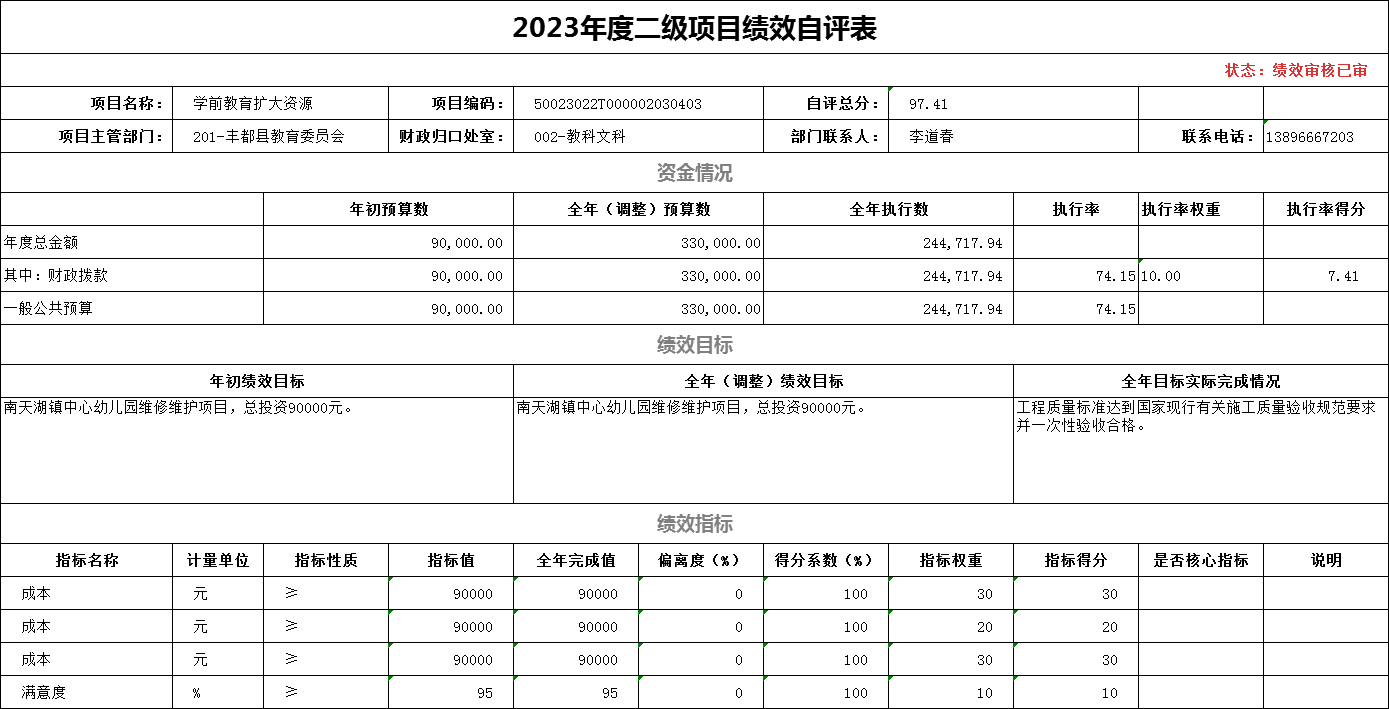 2023年度二级项目绩效自评表
状态：绩效审核已审
项目名称： 学前教育扩大资源 项目编码： 50023022T000002030403 自评总分： 97.41
项目主管部门： 201-丰都县教育委员会 财政归口处室： 002-教科文科 部门联系人： 李道春 联系电话： 13896667203
资金情况
年初预算数 全年（调整）预算数 全年执行数 执行率 执行率权重 执行率得分
年度总金额 90,000.00 330,000.00 244,717.94
其中：财政拨款 90,000.00 330,000.00 244,717.94 74.15 10.00 7.41
一般公共预算 90,000.00 330,000.00 244,717.94 74.15
绩效目标
年初绩效目标 全年（调整）绩效目标 全年目标实际完成情况
南天湖镇中心幼儿园维修维护项目，总投资90000元。 南天湖镇中心幼儿园维修维护项目，总投资90000元。 工程质量标准达到国家现行有关施工质量验收规范要求
并一次性验收合格。
绩效指标
指标名称 计量单位 指标性质 指标值 全年完成值 偏离度（%） 得分系数（%） 指标权重 指标得分 是否核心指标 说明
成本 元 ≥ 90000 90000 0 100 30 30
成本 元 ≥ 90000 90000 0 100 20 20
成本 元 ≥ 90000 90000 0 100 30 30
满意度 % ≥ 95 95 0 100 10 10